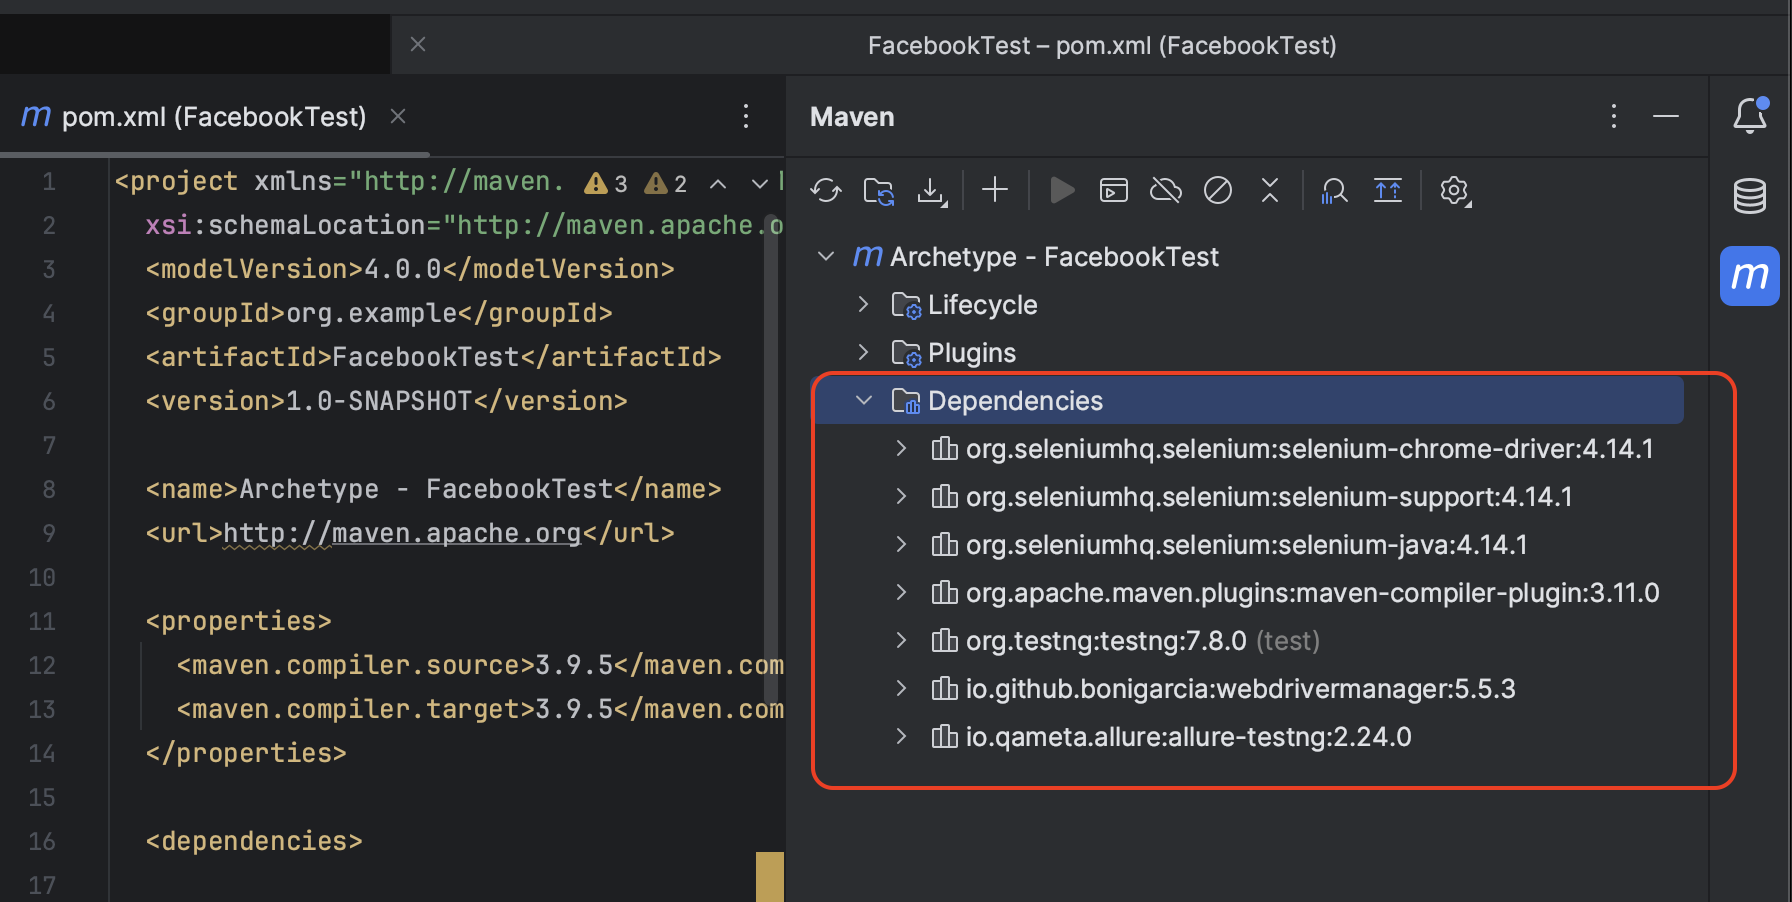 FacebookTest – pom.xml (FacebookTest)
m pom.xml (FacebookTest)
Maven
1 <project xmlns="http://maven. 3 2
2 xsi:schemaLocation="http://maven.apache.o
3 <modelVersion>4.0.0</modelVersion>
4 <groupId>org.example</groupId>
5 <artifactId>FacebookTest</artifactId>
6 <version>1.0-SNAPSHOT</version>
7
8 <name>Archetype - FacebookTest</name>
9 <url>http://maven.apache.org</url>
10
11 <properties>
12 <maven.compiler.source>3.9.5</maven.com
13 <maven.compiler.target>3.9.5</maven.com
14 </properties>
15
16 <dependencies>
17
m Archetype - FacebookTest
Lifecycle
Plugins
Dependencies
org.seleniumhq.selenium:selenium-chrome-driver:4.14.1
org.seleniumhq.selenium:selenium-support:4.14.1
org.seleniumhq.selenium:selenium-java:4.14.1
org.apache.maven.plugins:maven-compiler-plugin:3.11.0
org.testng:testng:7.8.0 (test)
io.github.bonigarcia:webdrivermanager:5.5.3
io.qameta.allure:allure-testng:2.24.0
m